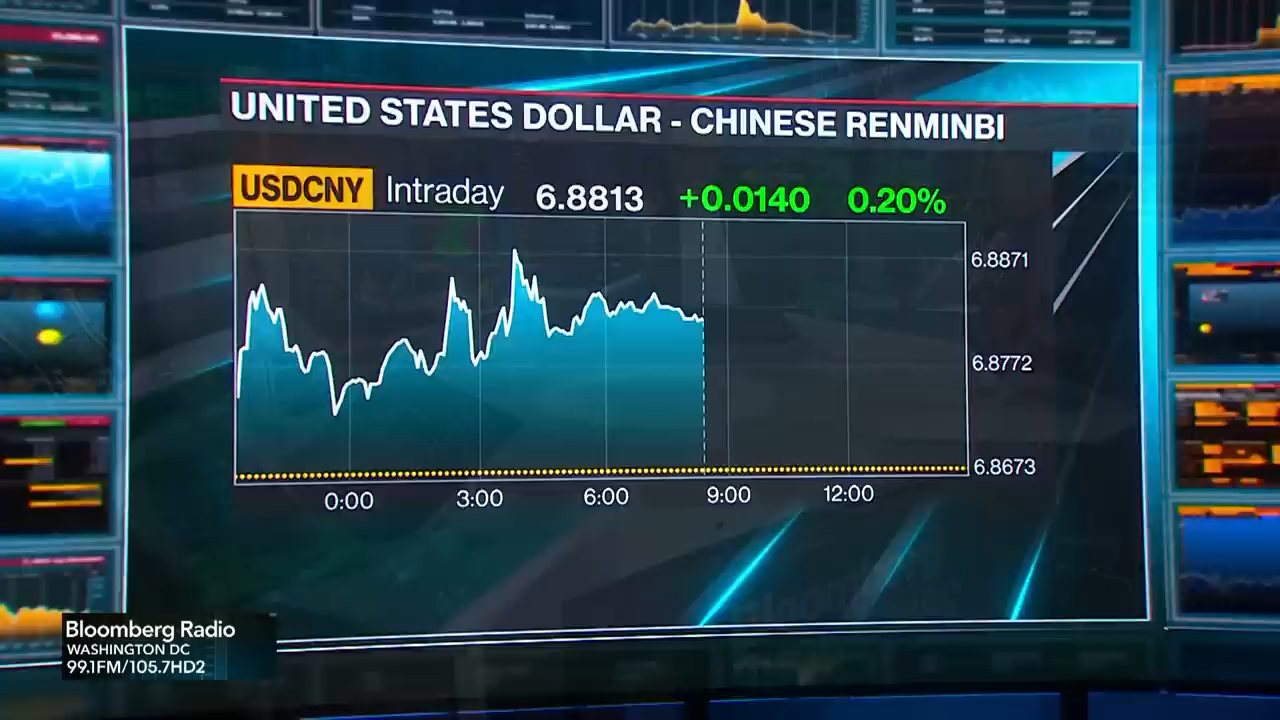 UNITED STATES DOLLAR - CHINESE RENMINBI
USDCNY Intraday 6.8813 +0.0140 0.20%
6.8871
6.8772
6.8673
0:00 3:00 6:00 9:00 12:00
Bloomberg Radio
WASHINGTON DC
99.1FM/105.7HD2